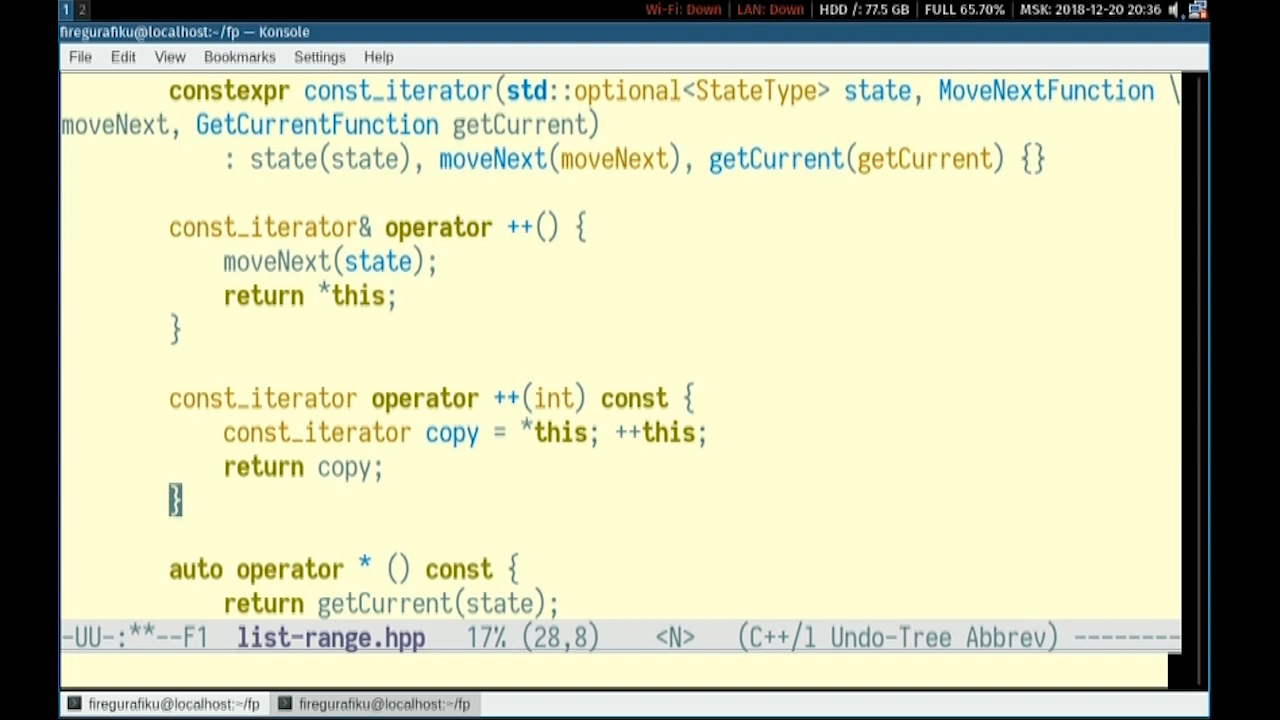 1 2 Wi-Fi: Down | LAN: Down | HDD /: 77.5 GB | FULL 65.70% | MSK: 2018-12-20 20:36
firegurafiku@localhost:~/fp — Konsole
File Edit View Bookmarks Settings Help
constexpr const_iterator(std::optional<StateType> state, MoveNextFunction \
moveNext, GetCurrentFunction getCurrent)
: state(state), moveNext(moveNext), getCurrent(getCurrent) {}
const_iterator& operator ++() {
moveNext(state);
return *this;
}
const_iterator operator ++(int) const {
const_iterator copy = *this; ++this;
return copy;
}
auto operator * () const {
return getCurrent(state);
-UU-:**--F1 list-range.hpp 17% (28,8) <N> (C++/l Undo-Tree Abbrev) --------
firegurafiku@localhost:~/fp firegurafiku@localhost:~/fp